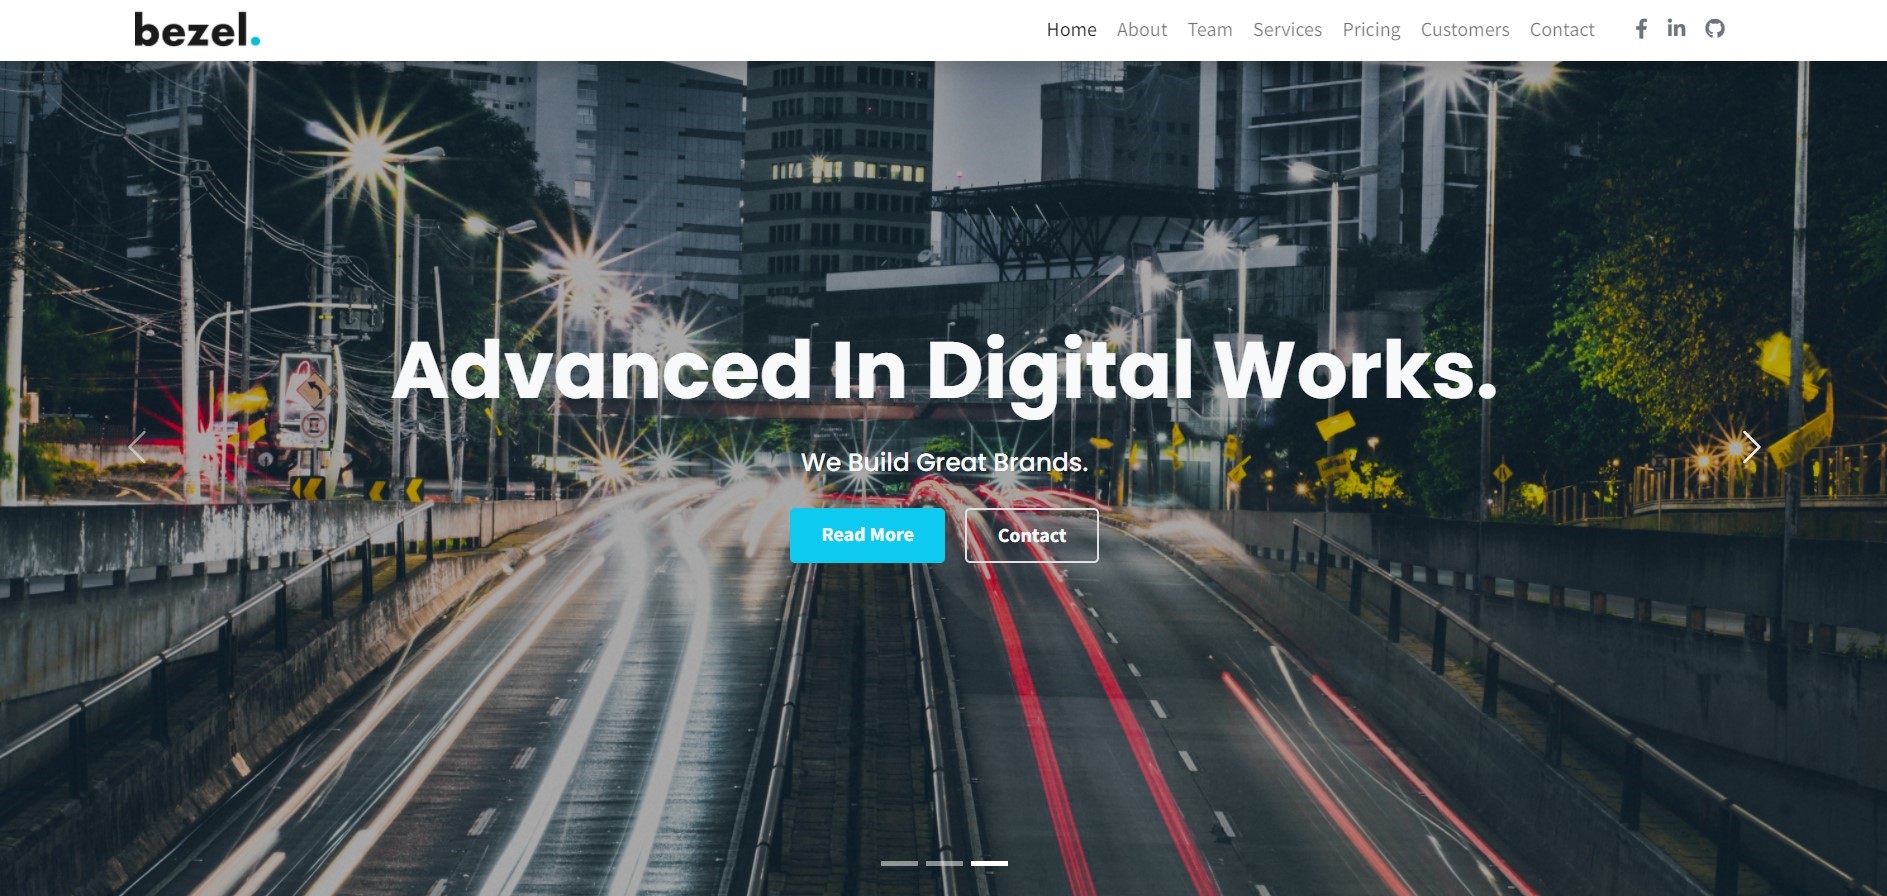 bezel.
Home About Team Services Pricing Customers Contact
Advanced In Digital Works.
We Build Great Brands.
Read More Contact